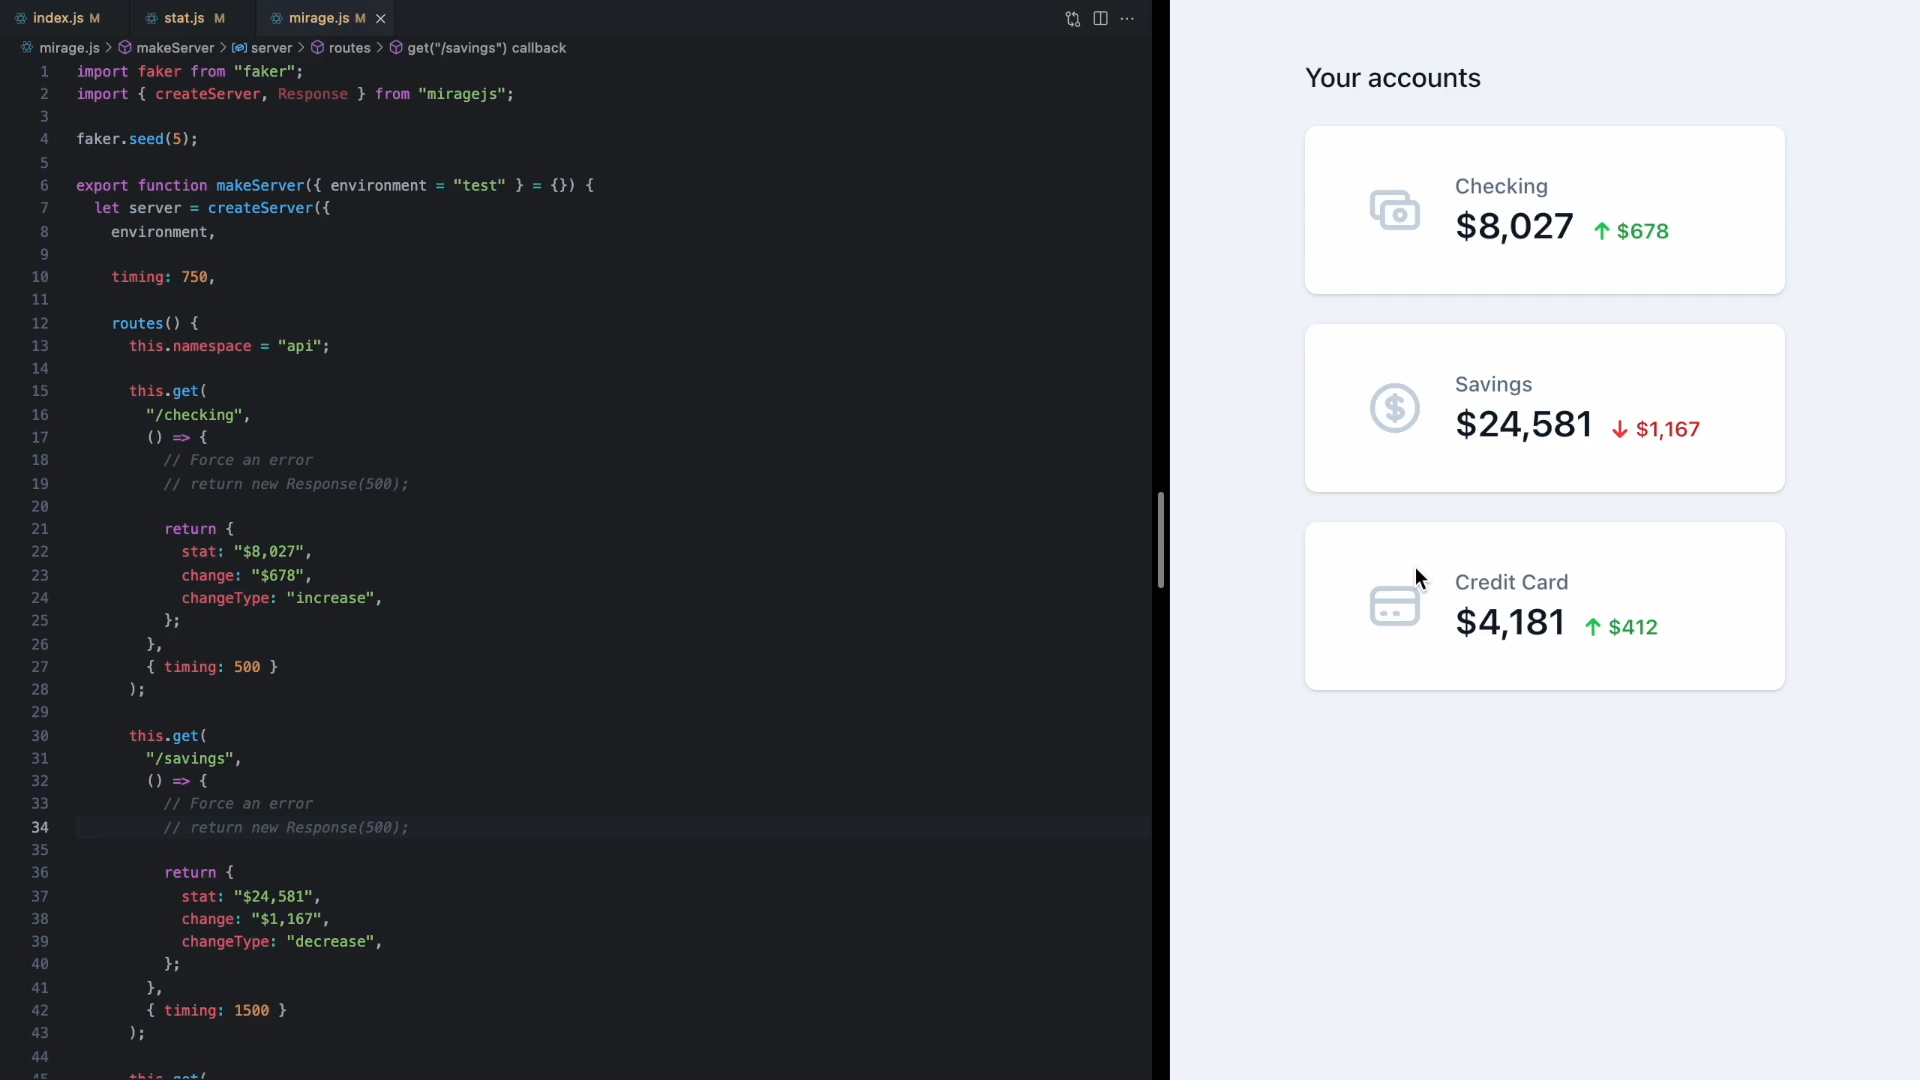 index.js M
stat.js M
mirage.js M
mirage.js > makeServer > server > routes > get("/savings") callback
1 import faker from "faker";
2 import { createServer, Response } from "miragejs";
3
4 faker.seed(5);
5
6 export function makeServer({ environment = "test" } = {}) {
7 let server = createServer({
8 environment,
9
10 timing: 750,
11
12 routes() {
13 this.namespace = "api";
14
15 this.get(
16 "/checking",
17 () => {
18 // Force an error
19 // return new Response(500);
20
21 return {
22 stat: "$8,027",
23 change: "$678",
24 changeType: "increase",
25 };
26 },
27 { timing: 500 }
28 );
29
30 this.get(
31 "/savings",
32 () => {
33 // Force an error
34 // return new Response(500);
35
36 return {
37 stat: "$24,581",
38 change: "$1,167",
39 changeType: "decrease",
40 };
41 },
42 { timing: 1500 }
43 );
44
45 this.get(
Your accounts
Checking
$8,027 ↑ $678
Savings
$24,581 ↓ $1,167
Credit Card
$4,181 ↑ $412